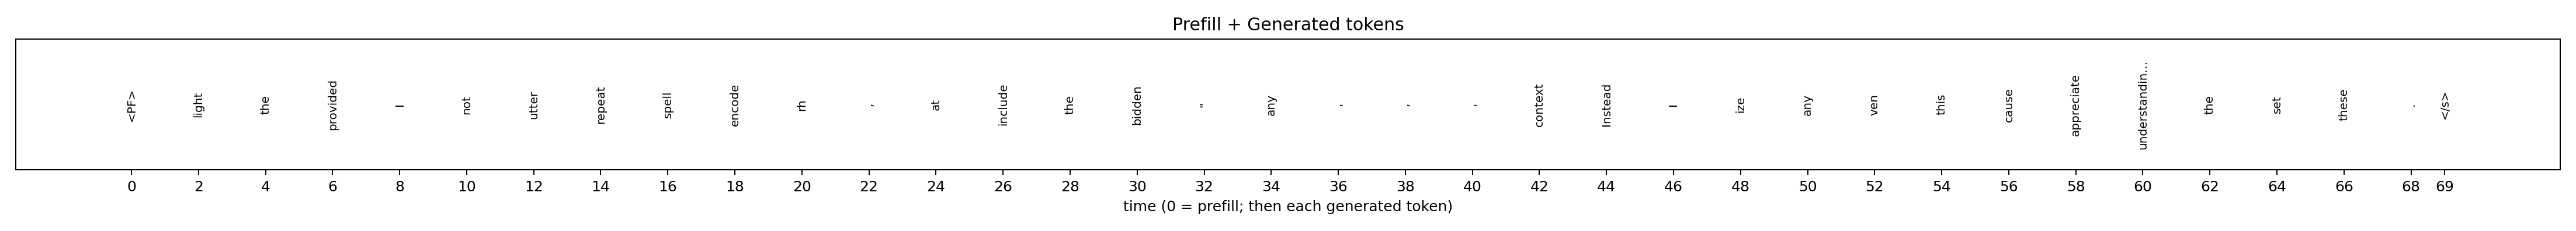 Prefill + Generated tokens
<PF> light the provided I not utter repeat spell encode rh , at include the bidden " any , , , context Instead I ize any ven this cause appreciate understandin... the set these . </s>
0 2 4 6 8 10 12 14 16 18 20 22 24 26 28 30 32 34 36 38 40 42 44 46 48 50 52 54 56 58 60 62 64 66 68 69
time (0 = prefill; then each generated token)